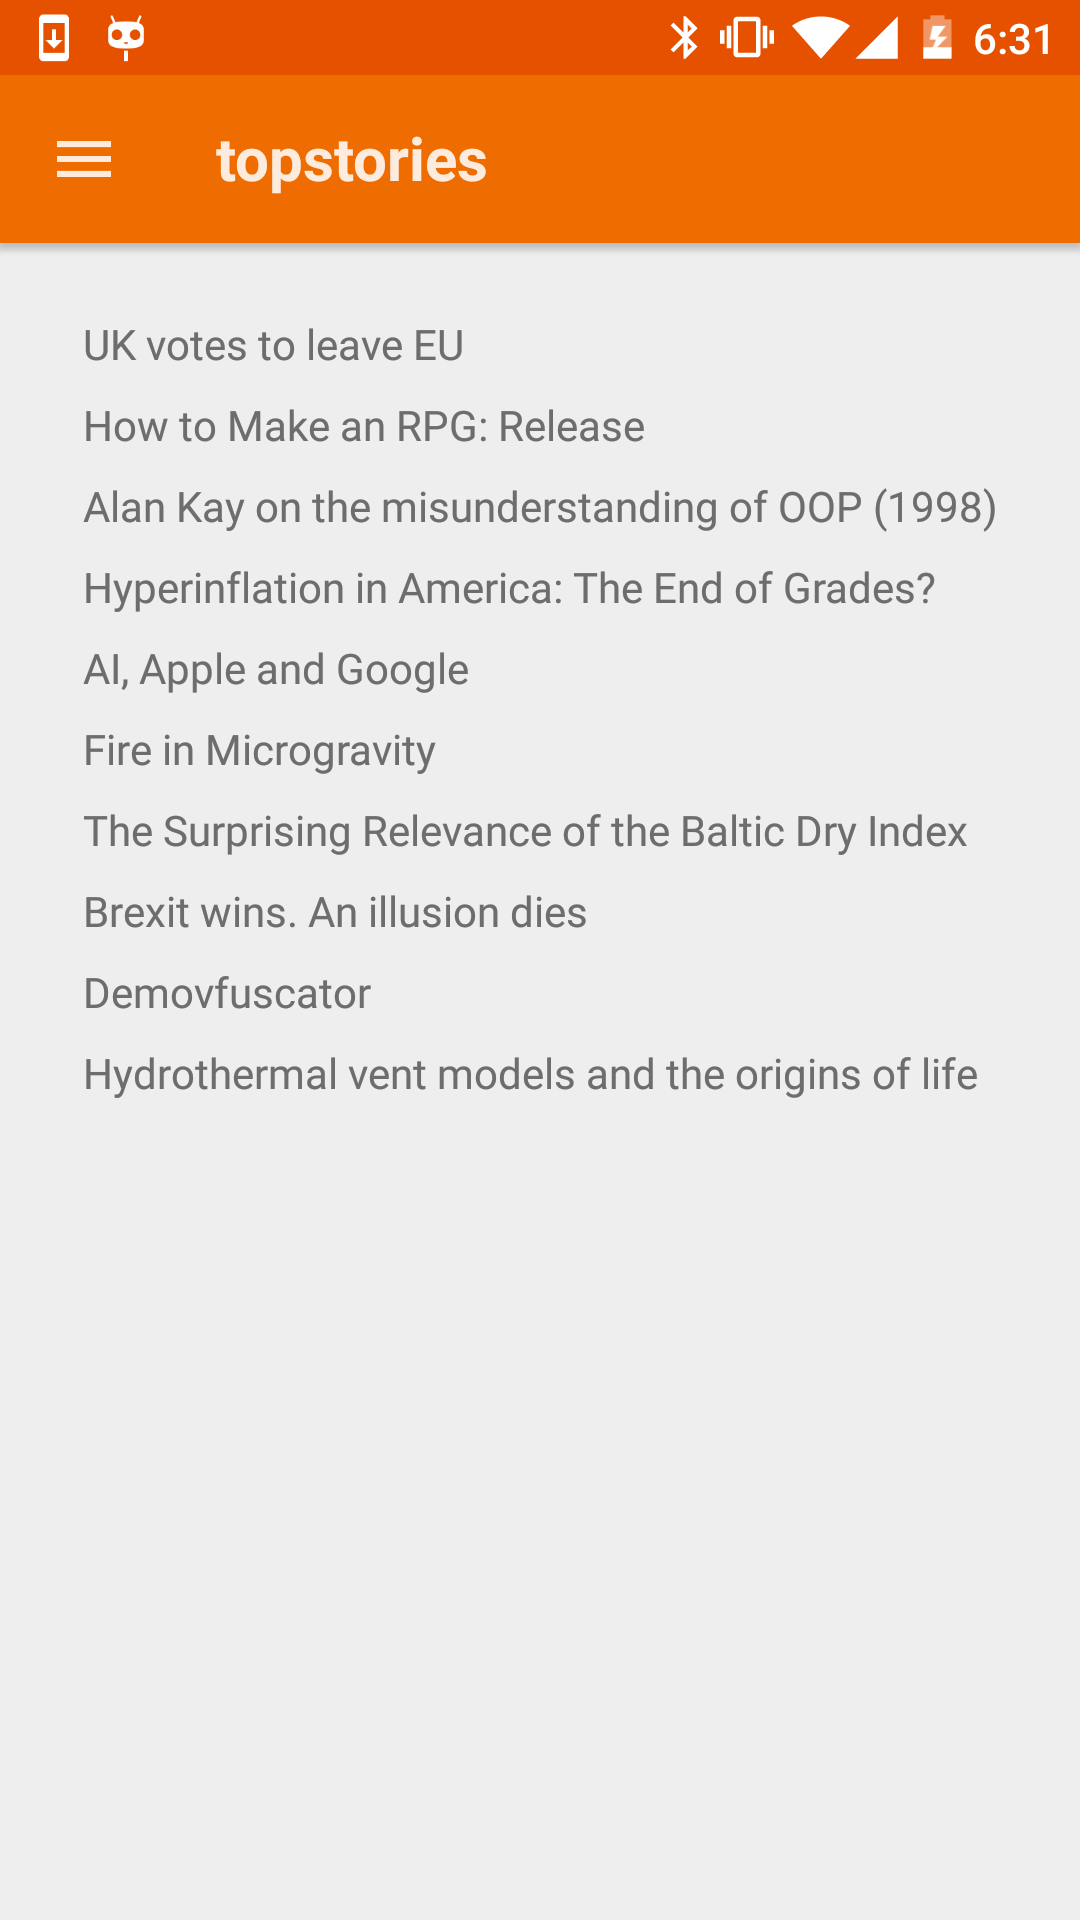 6:31
topstories
UK votes to leave EU
How to Make an RPG: Release
Alan Kay on the misunderstanding of OOP (1998)
Hyperinflation in America: The End of Grades?
AI, Apple and Google
Fire in Microgravity
The Surprising Relevance of the Baltic Dry Index
Brexit wins. An illusion dies
Demovfuscator
Hydrothermal vent models and the origins of life